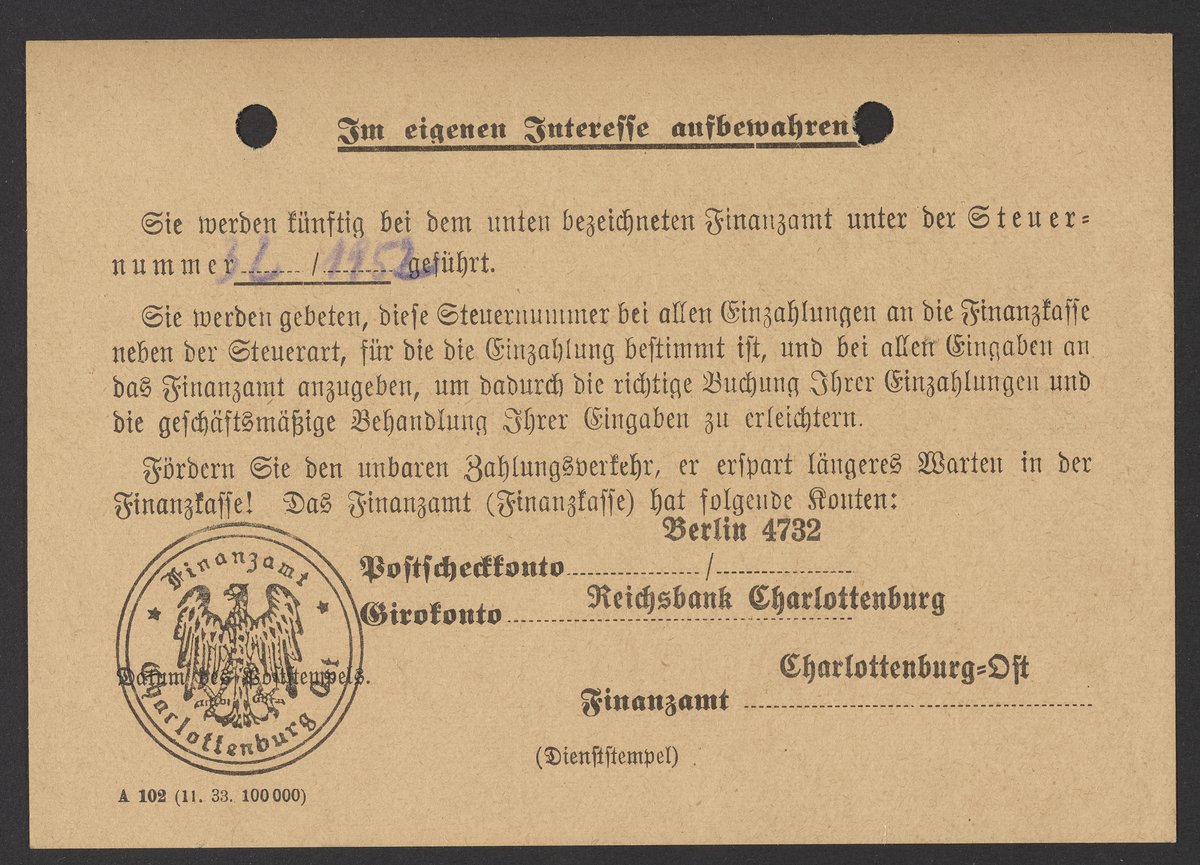 Im eigenen Interesse aufbewahren
Sie werden künftig bei dem unten bezeichneten Finanzamt unter der Steuer-
nummer 32 / 1952 geführt.
Sie werden gebeten, diese Steuernummer bei allen Einzahlungen an die Finanzkasse
neben der Steuerart, für die die Einzahlung bestimmt ist, und bei allen Eingaben an
das Finanzamt anzugeben, um dadurch die richtige Buchung Ihrer Einzahlungen und
die geschäftsmäßige Behandlung Ihrer Eingaben zu erleichtern.
Fördern Sie den unbaren Zahlungsverkehr, er erspart längeres Warten in der
Finanzkasse! Das Finanzamt (Finanzkasse) hat folgende Konten:
Berlin 4732
Postscheckkonto /
Girokonto Reichsbank Charlottenburg
Finanzamt
Charlottenburg Ost
Datum des Poststempels.
Charlottenburg-Ost
Finanzamt
(Dienststempel)
A 102 (11. 33. 100 000)